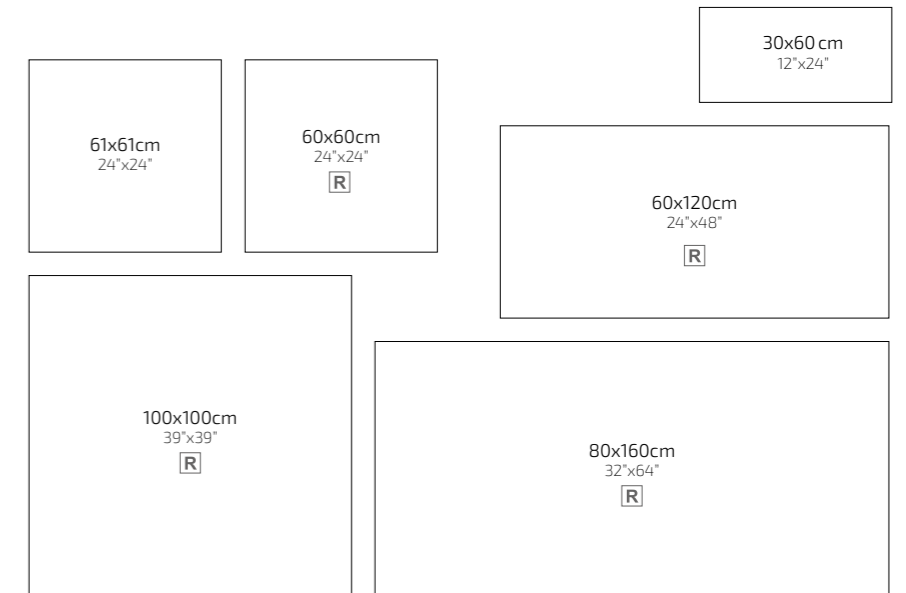 30x60 cm
12"x24"
61x61cm
24"x24"
60x60cm
24"x24"
R
60x120cm
24"x48"
R
100x100cm
39"x39"
R
80x160cm
32"x64"
R